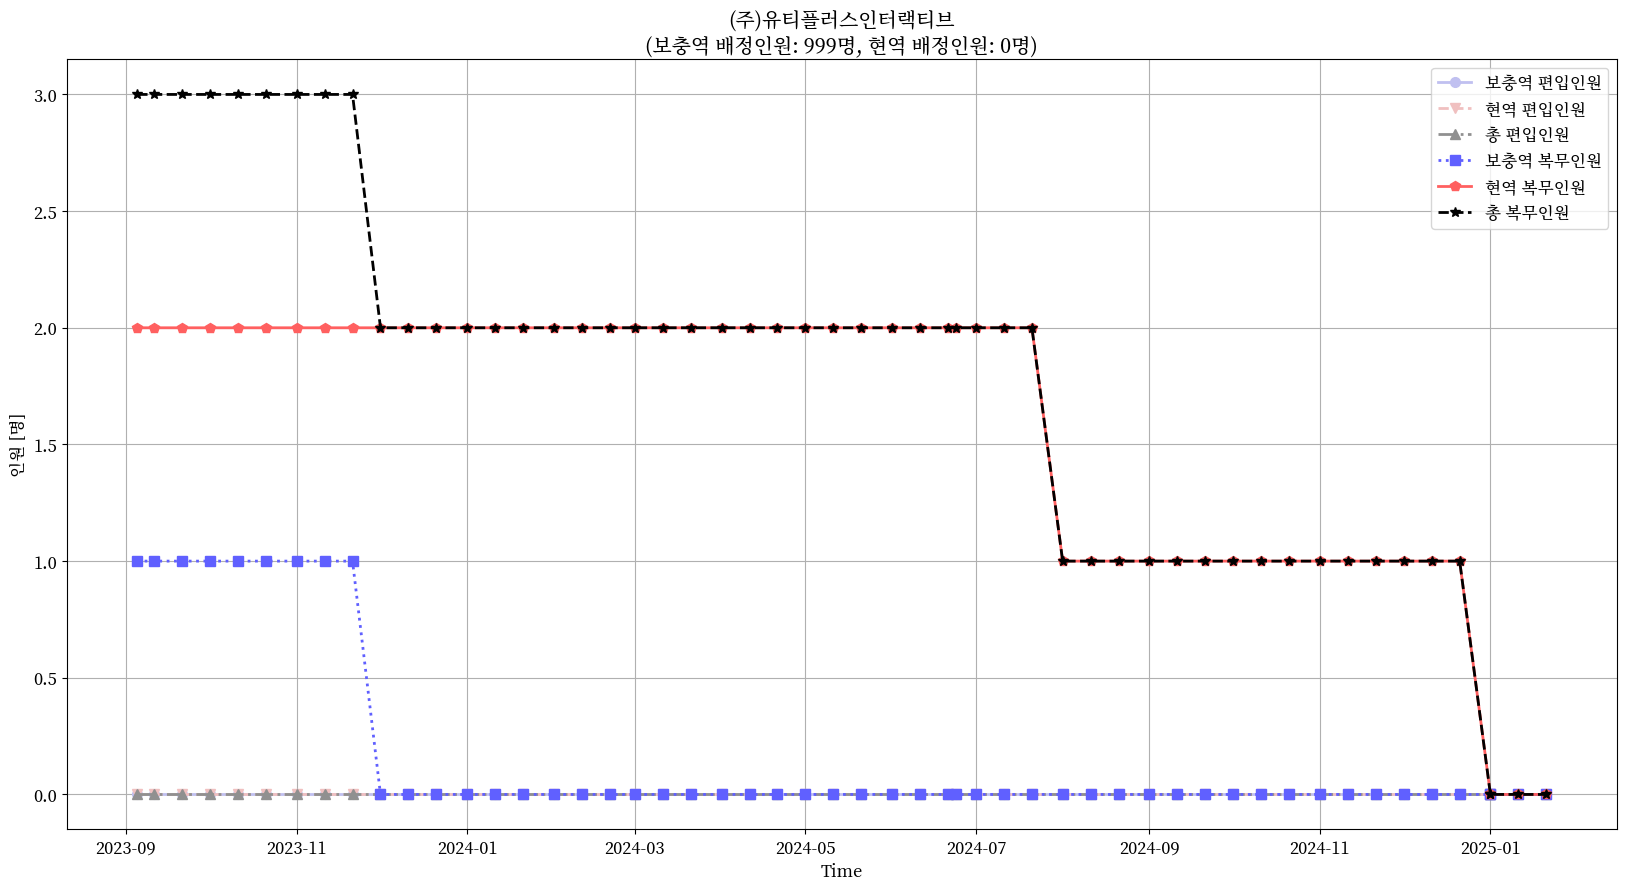 (주)유티플러스인터랙티브
(보충역 배정인원: 999명, 현역 배정인원: 0명)
보충역 편입인원
현역 편입인원
총 편입인원
보충역 복무인원
현역 복무인원
총 복무인원
인원 [명]
3.0
2.5
2.0
1.5
1.0
0.5
0.0
2023-09
2023-11
2024-01
2024-03
2024-05
2024-07
2024-09
2024-11
2025-01
Time